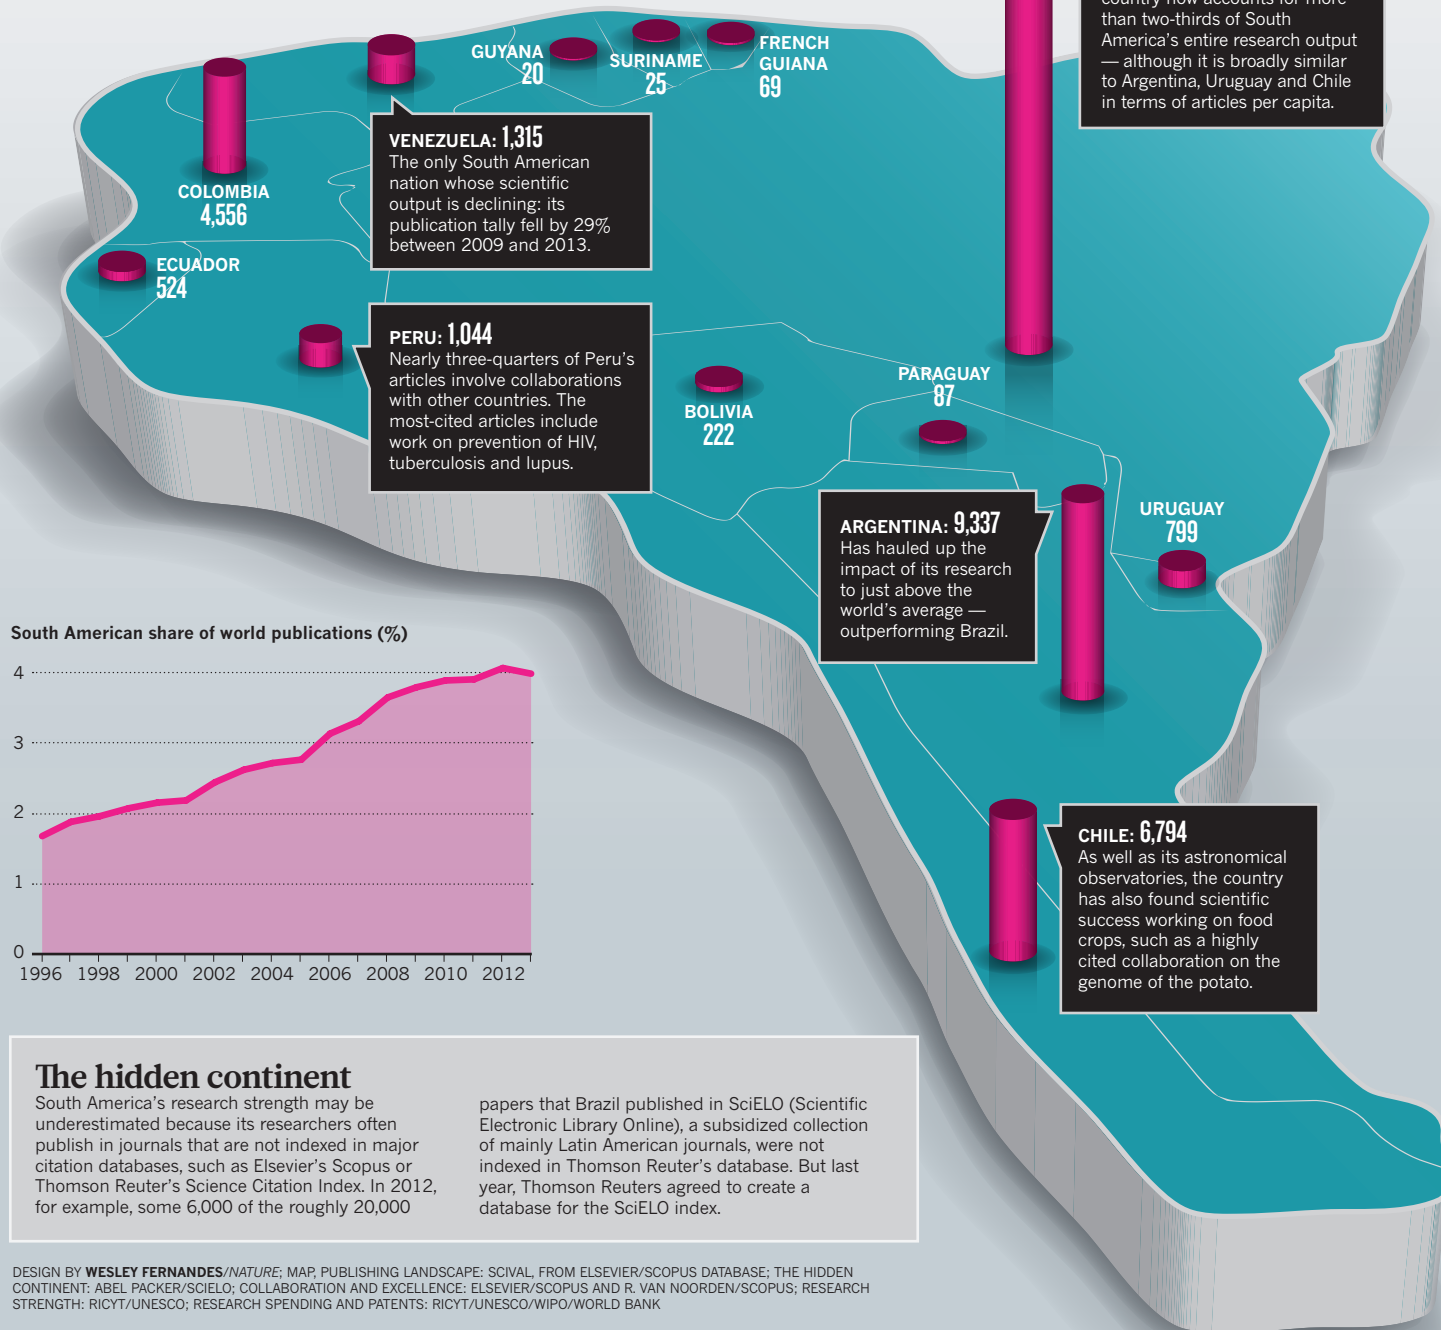 country now accounts for more
than two-thirds of South
America's entire research output
— although it is broadly similar
to Argentina, Uruguay and Chile
in terms of articles per capita.
GUYANA
20
SURINAME
25
FRENCH
GUIANA
69
VENEZUELA: 1,315
The only South American
nation whose scientific
output is declining: its
publication tally fell by 29%
between 2009 and 2013.
COLOMBIA
4,556
ECUADOR
524
PERU: 1,044
Nearly three-quarters of Peru's
articles involve collaborations
with other countries. The
most-cited articles include
work on prevention of HIV,
tuberculosis and lupus.
BOLIVIA
222
PARAGUAY
87
ARGENTINA: 9,337
Has hauled up the
impact of its research
to just above the
world's average —
outperforming Brazil.
URUGUAY
799
CHILE: 6,794
As well as its astronomical
observatories, the country
has also found scientific
success working on food
crops, such as a highly
cited collaboration on the
genome of the potato.
South American share of world publications (%)
4
3
2
1
0
1996 1998 2000 2002 2004 2006 2008 2010 2012
The hidden continent
South America's research strength may be
underestimated because its researchers often
publish in journals that are not indexed in major
citation databases, such as Elsevier's Scopus or
Thomson Reuter's Science Citation Index. In 2012,
for example, some 6,000 of the roughly 20,000
papers that Brazil published in SciELO (Scientific
Electronic Library Online), a subsidized collection
of mainly Latin American journals, were not
indexed in Thomson Reuter's database. But last
year, Thomson Reuters agreed to create a
database for the SciELO index.
DESIGN BY WESLEY FERNANDES/NATURE; MAP, PUBLISHING LANDSCAPE: SCIVAL, FROM ELSEVIER/SCOPUS DATABASE; THE HIDDEN
CONTINENT: ABEL PACKER/SCIELO; COLLABORATION AND EXCELLENCE: ELSEVIER/SCOPUS AND R. VAN NOORDEN/SCOPUS; RESEARCH
STRENGTH: RICYT/UNESCO; RESEARCH SPENDING AND PATENTS: RICYT/UNESCO/WIPO/WORLD BANK